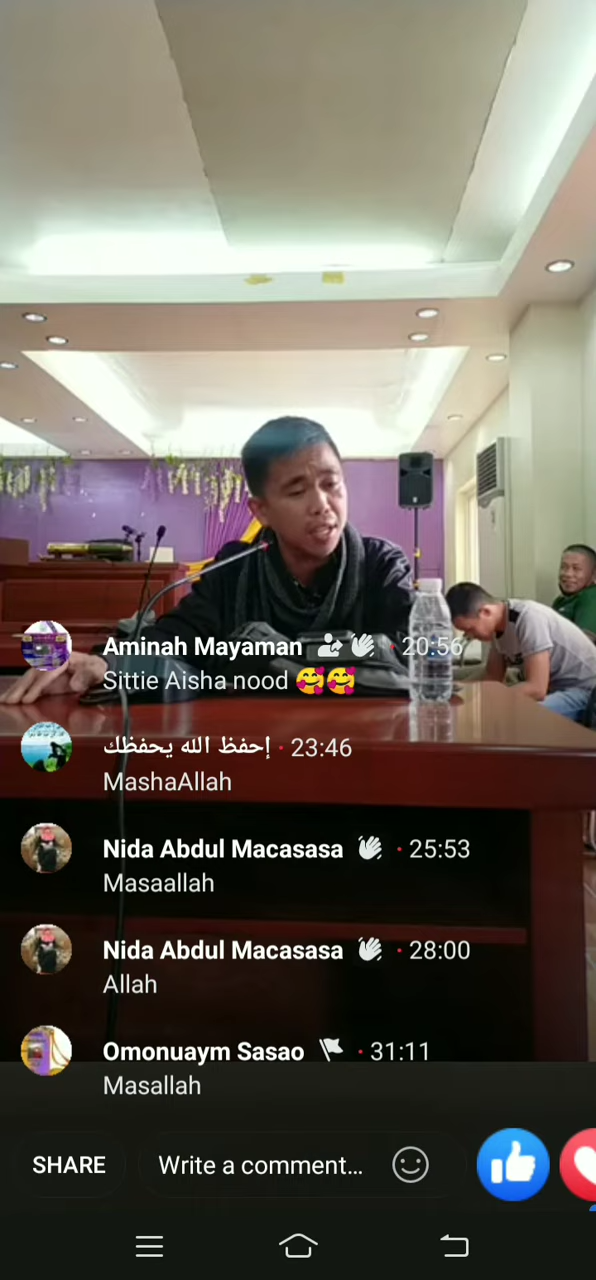 Aminah Mayaman · 20:56
Sittie Aisha nood 🥰🥰
إحفظ الله يحفظك · 23:46
MashaAllah
Nida Abdul Macasasa · 25:53
Masaallah
Nida Abdul Macasasa · 28:00
Allah
Omonuaym Sasao · 31:11
Masallah
SHARE Write a comment...